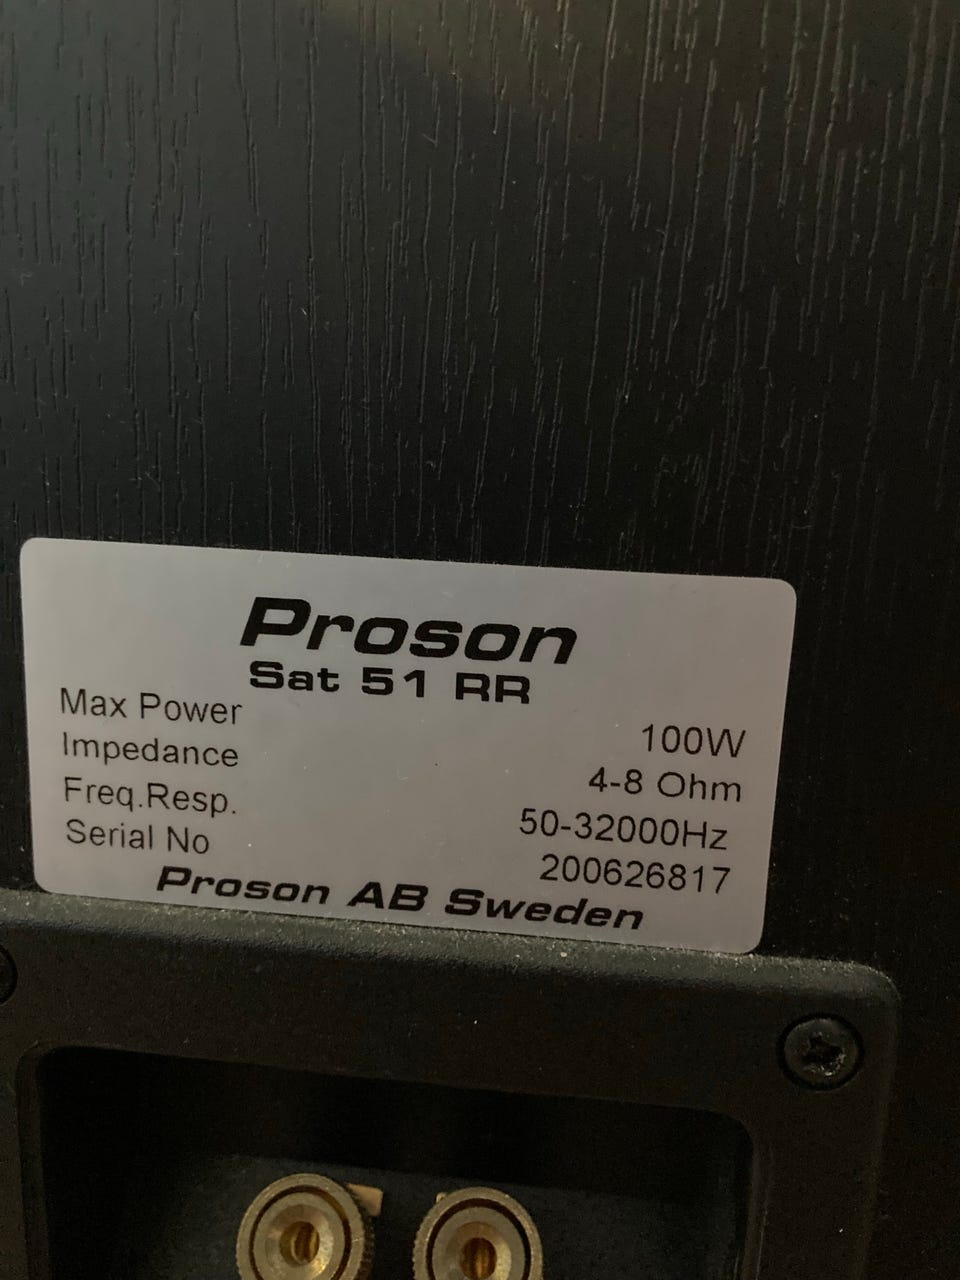 Proson
Sat 51 RR
Max Power 100W
Impedance 4-8 Ohm
Freq.Resp. 50-32000Hz
Serial No 200626817
Proson AB Sweden